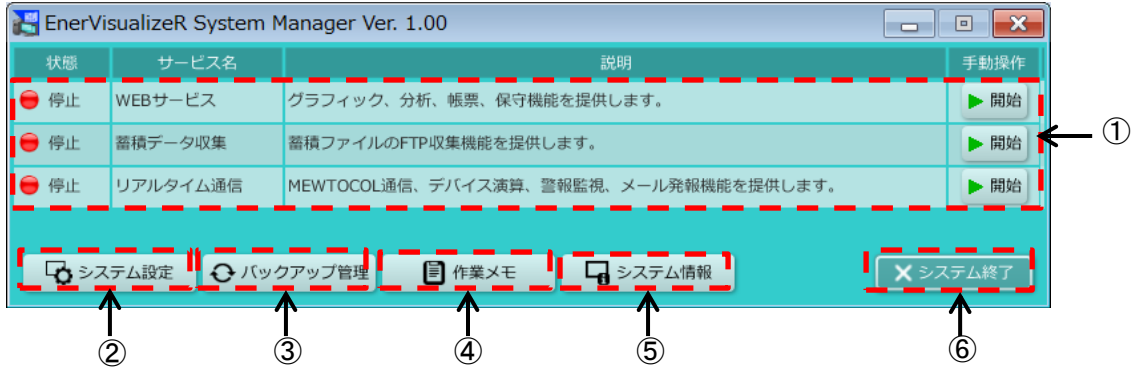 EnerVisualizeR System Manager Ver. 1.00
状態 サービス名 説明 手動操作
停止 WEBサービス グラフィック、分析、帳票、保守機能を提供します。 開始
①
停止 蓄積データ収集 蓄積ファイルのFTP収集機能を提供します。 開始
停止 リアルタイム通信 MEWTOCOL通信、デバイス演算、警報監視、メール発報機能を提供します。 開始
システム設定 バックアップ管理 作業メモ システム情報 システム終了
② ③ ④ ⑤ ⑥